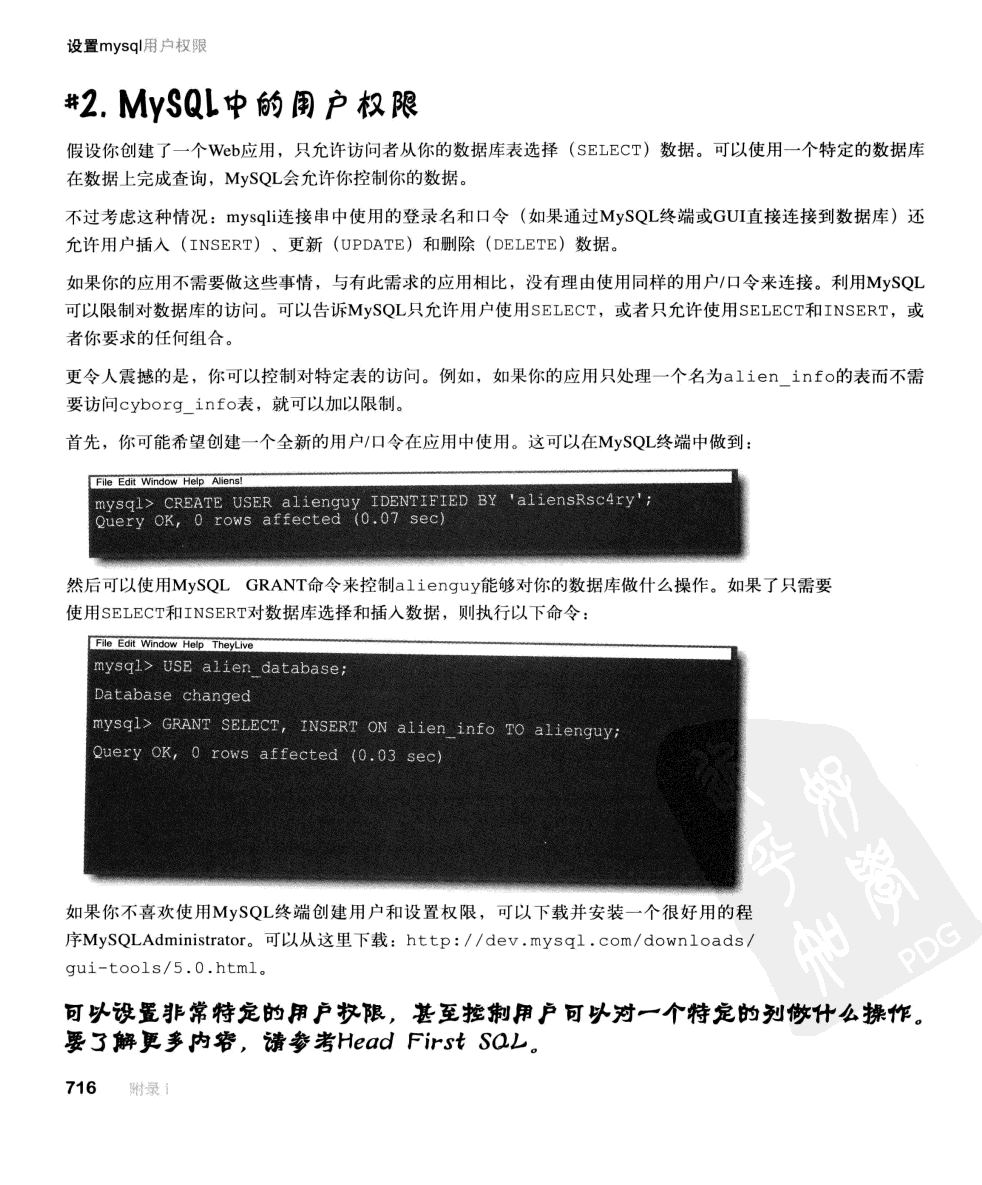 设置mysql用户权限
#2. MySQL中的用户权限
假设你创建了一个Web应用，只允许访问者从你的数据库表选择（SELECT）数据。可以使用一个特定的数据库
在数据上完成查询，MySQL会允许你控制你的数据。
不过考虑这种情况：mysqli连接串中使用的登录名和口令（如果通过MySQL终端或GUI直接连接到数据库）还
允许用户插入（INSERT）、更新（UPDATE）和删除（DELETE）数据。
如果你的应用不需要做这些事情，与有此需求的应用相比，没有理由使用同样的用户/口令来连接。利用MySQL
可以限制对数据库的访问。可以告诉MySQL只允许用户使用SELECT，或者只允许使用SELECT和INSERT，或
者你要求的任何组合。
更令人震撼的是，你可以控制对特定表的访问。例如，如果你的应用只处理一个名为alien_info的表而不需
要访问cyborg_info表，就可以加以限制。
首先，你可能希望创建一个全新的用户/口令在应用中使用。这可以在MySQL终端中做到：
File Edit Window Help Aliens!
mysql> CREATE USER alienguy IDENTIFIED BY 'aliensRsc4ry';
Query OK, 0 rows affected (0.07 sec)
然后可以使用MySQL GRANT命令来控制alienguy能够对你的数据库做什么操作。如果了只需要
使用SELECT和INSERT对数据库选择和插入数据，则执行以下命令：
File Edit Window Help TheyLive
mysql> USE alien_database;
Database changed
mysql> GRANT SELECT, INSERT ON alien_info TO alienguy;
Query OK, 0 rows affected (0.03 sec)
如果你不喜欢使用MySQL终端创建用户和设置权限，可以下载并安装一个很好用的程
序MySQLAdministrator。可以从这里下载：http://dev.mysql.com/downloads/
gui-tools/5.0.html。
PDG
可以设置非常特定的用户权限，甚至控制用户可以对一个特定的列做什么操作。
要了解更多内容，请参考Head First SQL。
716 附录 i